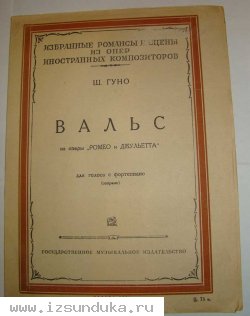 ИЗБРАННЫЕ РОМАНСЫ И СЦЕНЫ
ИЗ ОПЕР
ИНОСТРАННЫХ КОМПОЗИТОРОВ
Ш. ГУНО
ВАЛЬС
из оперы „РОМЕО и ДЖУЛЬЕТТА“
для голоса с фортепиано
(сопрано)
ГОСУДАРСТВЕННОЕ МУЗЫКАЛЬНОЕ ИЗДАТЕЛЬСТВО
www.izsunduka.ru